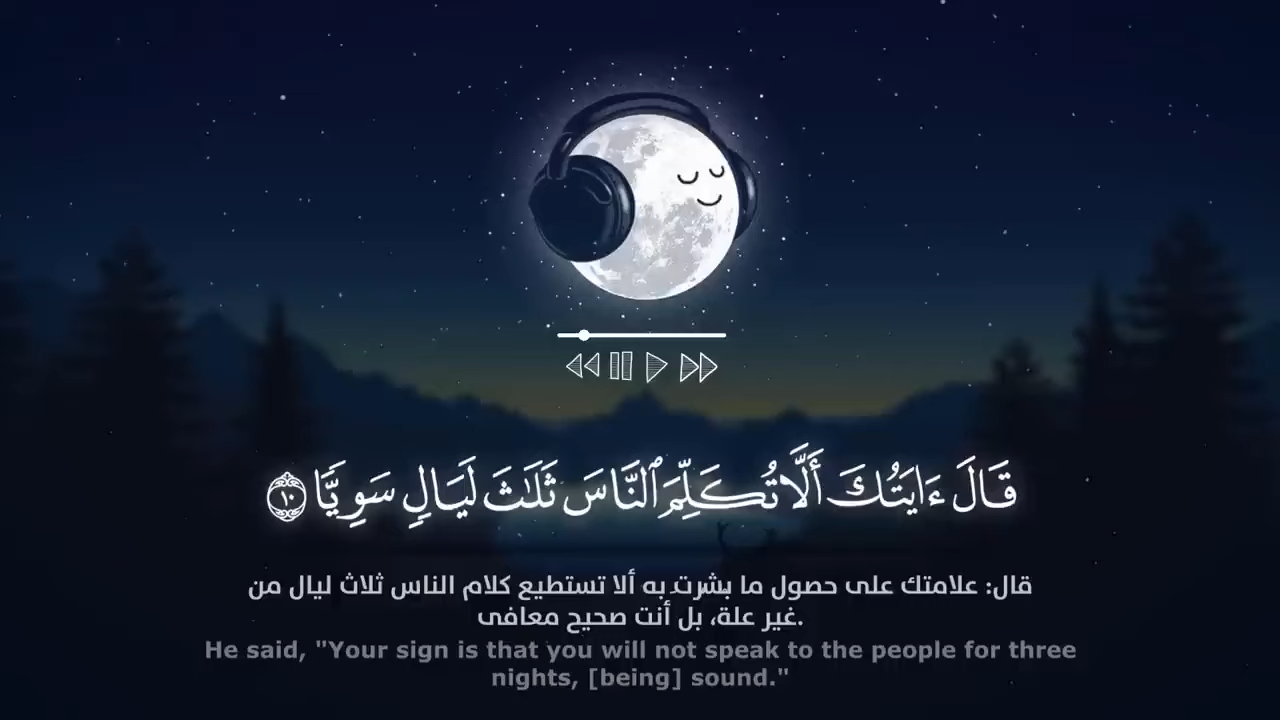 قَالَ ءَايَتُكَ أَلَّا تُكَلِّمَ ٱلنَّاسَ ثَلَٰثَ لَيَالٖ سَوِيّٗا ١٠
قال: علامتك على حصول ما بشرت به ألا تستطيع كلام الناس ثلاث ليال من
غير علة، بل أنت صحيح معافى.
He said, "Your sign is that you will not speak to the people for three
nights, [being] sound."